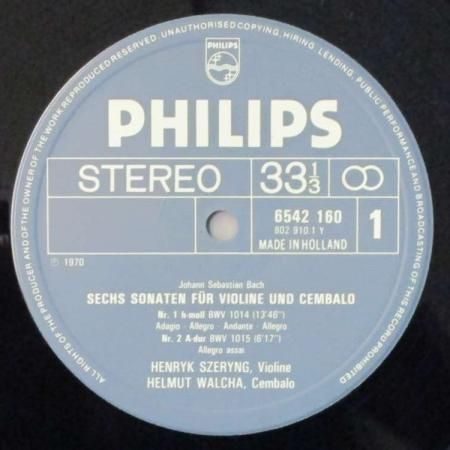 ALL RIGHTS OF THE PRODUCER AND OF THE OWNER OF THE WORK REPRODUCED RESERVED. UNAUTHORISED COPYING, HIRING, LENDING, PUBLIC PERFORMANCE AND BROADCASTING OF THIS RECORD PROHIBITED
PHILIPS
PHILIPS
STEREO 33 1/3
6542 160
802 910.1 Y
MADE IN HOLLAND
1
℗ 1970
Johann Sebastian Bach
SECHS SONATEN FÜR VIOLINE UND CEMBALO
Nr. 1 h-moll BWV 1014 (13'46")
Adagio - Allegro - Andante - Allegro
Nr. 2 A-dur BWV 1015 (6'17")
Allegro assai
HENRYK SZERYNG, Violine
HELMUT WALCHA, Cembalo